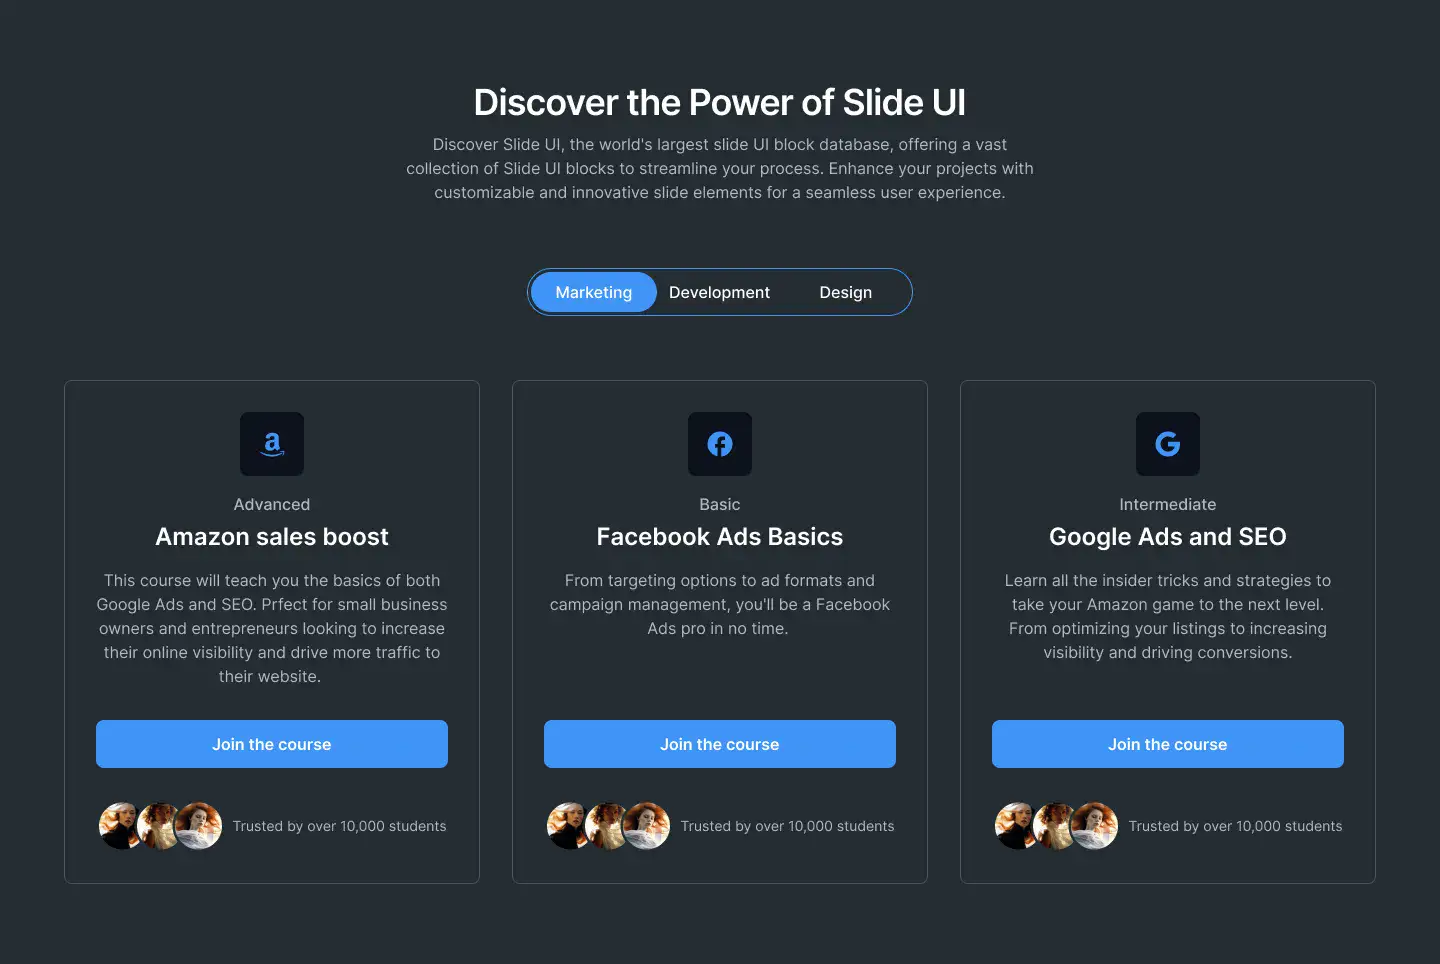 Discover the Power of Slide UI
Discover Slide UI, the world's largest slide UI block database, offering a vast
collection of Slide UI blocks to streamline your process. Enhance your projects with
customizable and innovative slide elements for a seamless user experience.
Marketing
Development
Design
Advanced
Amazon sales boost
This course will teach you the basics of both
Google Ads and SEO. Prfect for small business
owners and entrepreneurs looking to increase
their online visibility and drive more traffic to
their website.
Join the course
Trusted by over 10,000 students
Basic
Facebook Ads Basics
From targeting options to ad formats and
campaign management, you'll be a Facebook
Ads pro in no time.
Join the course
Trusted by over 10,000 students
Intermediate
Google Ads and SEO
Learn all the insider tricks and strategies to
take your Amazon game to the next level.
From optimizing your listings to increasing
visibility and driving conversions.
Join the course
Trusted by over 10,000 students